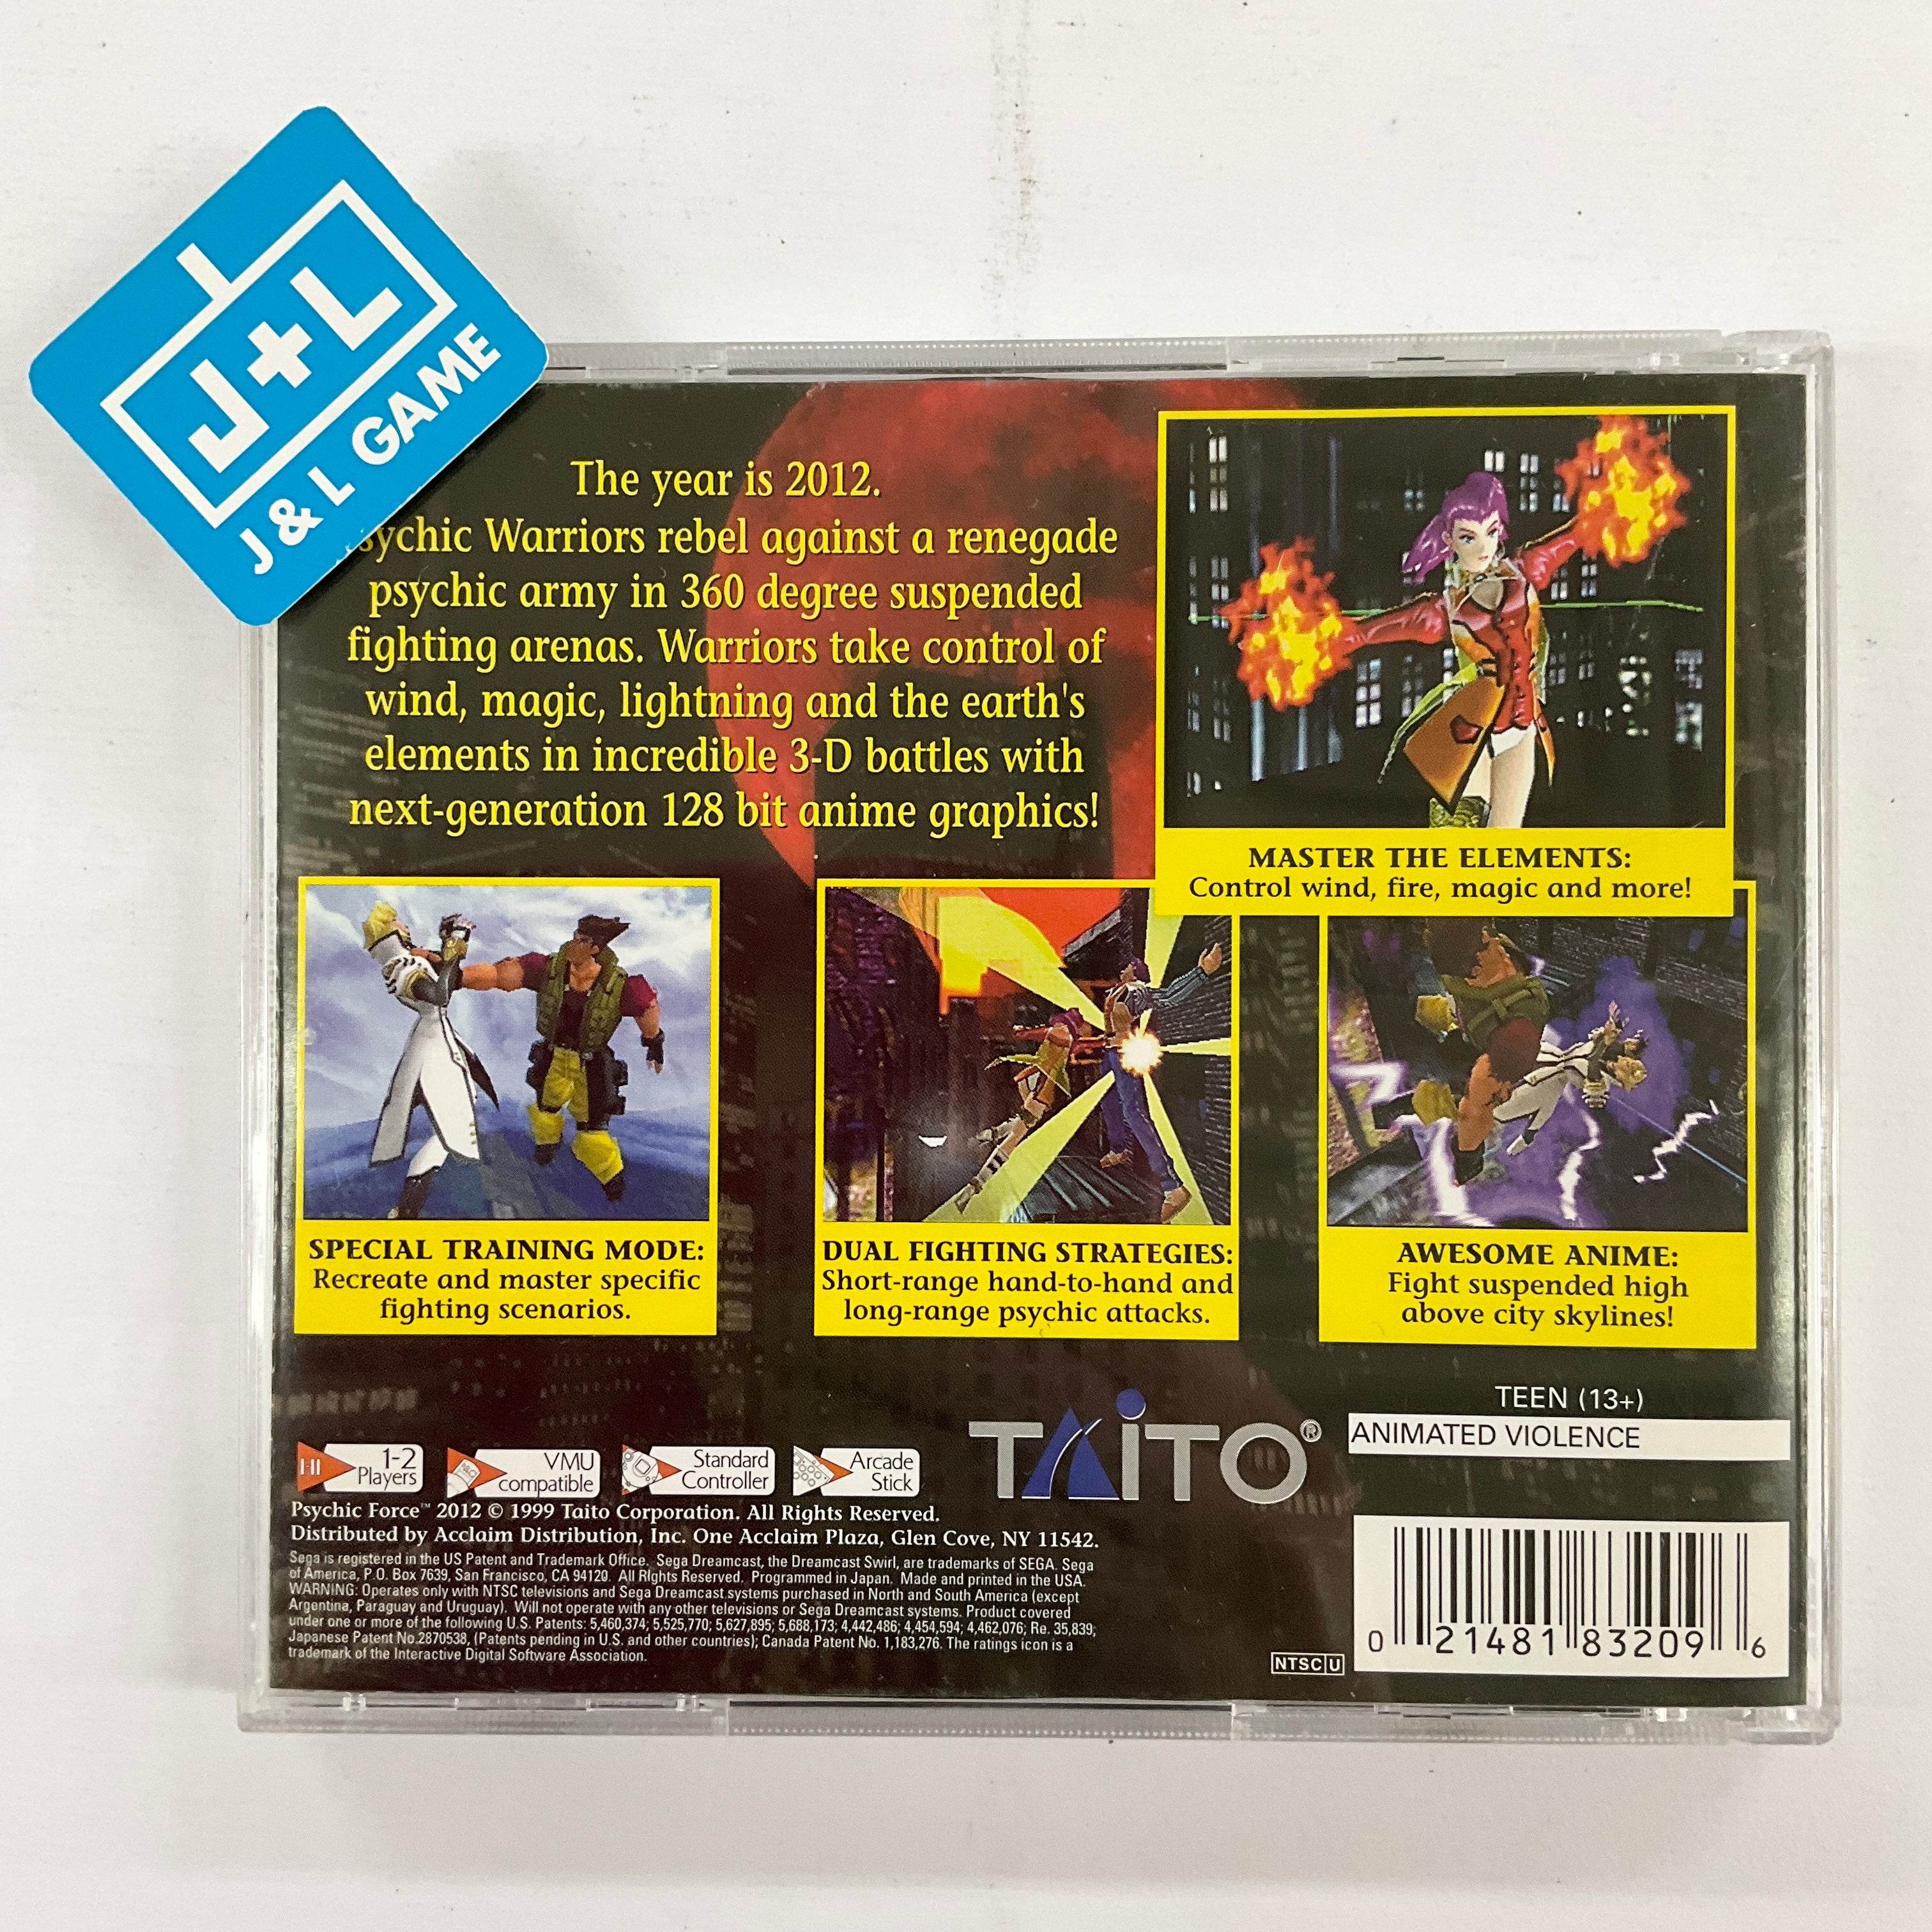 J+L
J & L GAME
The year is 2012.
sychic Warriors rebel against a renegade
psychic army in 360 degree suspended
fighting arenas. Warriors take control of
wind, magic, lightning and the earth's
elements in incredible 3-D battles with
next-generation 128 bit anime graphics!
MASTER THE ELEMENTS:
Control wind, fire, magic and more!
SPECIAL TRAINING MODE:
Recreate and master specific
fighting scenarios.
DUAL FIGHTING STRATEGIES:
Short-range hand-to-hand and
long-range psychic attacks.
AWESOME ANIME:
Fight suspended high
above city skylines!
TEEN (13+)
ANIMATED VIOLENCE
1-2
Players
VMU
compatible
Standard
Controller
Arcade
Stick
TAITO®
Psychic Force™ 2012 © 1999 Taito Corporation. All Rights Reserved.
Distributed by Acclaim Distribution, Inc. One Acclaim Plaza, Glen Cove, NY 11542.
Sega is registered in the US Patent and Trademark Office. Sega Dreamcast, the Dreamcast Swirl, are trademarks of SEGA. Sega
of America, P.O. Box 7639, San Francisco, CA 94120. All Rights Reserved. Programmed in Japan. Made and printed in the USA.
WARNING: Operates only with NTSC televisions and Sega Dreamcast systems purchased in North and South America (except
Argentina, Paraguay and Uruguay). Will not operate with any other televisions or Sega Dreamcast systems. Product covered
under one or more of the following U.S. Patents: 5,460,374; 5,525,770; 5,627,895; 5,688,173; 4,442,486; 4,454,594; 4,462,076; Re. 35,839;
Japanese Patent No.2870538, (Patents pending in U.S. and other countries); Canada Patent No. 1,183,276. The ratings icon is a
trademark of the Interactive Digital Software Association.
NTSC U
0 21481 83209 6